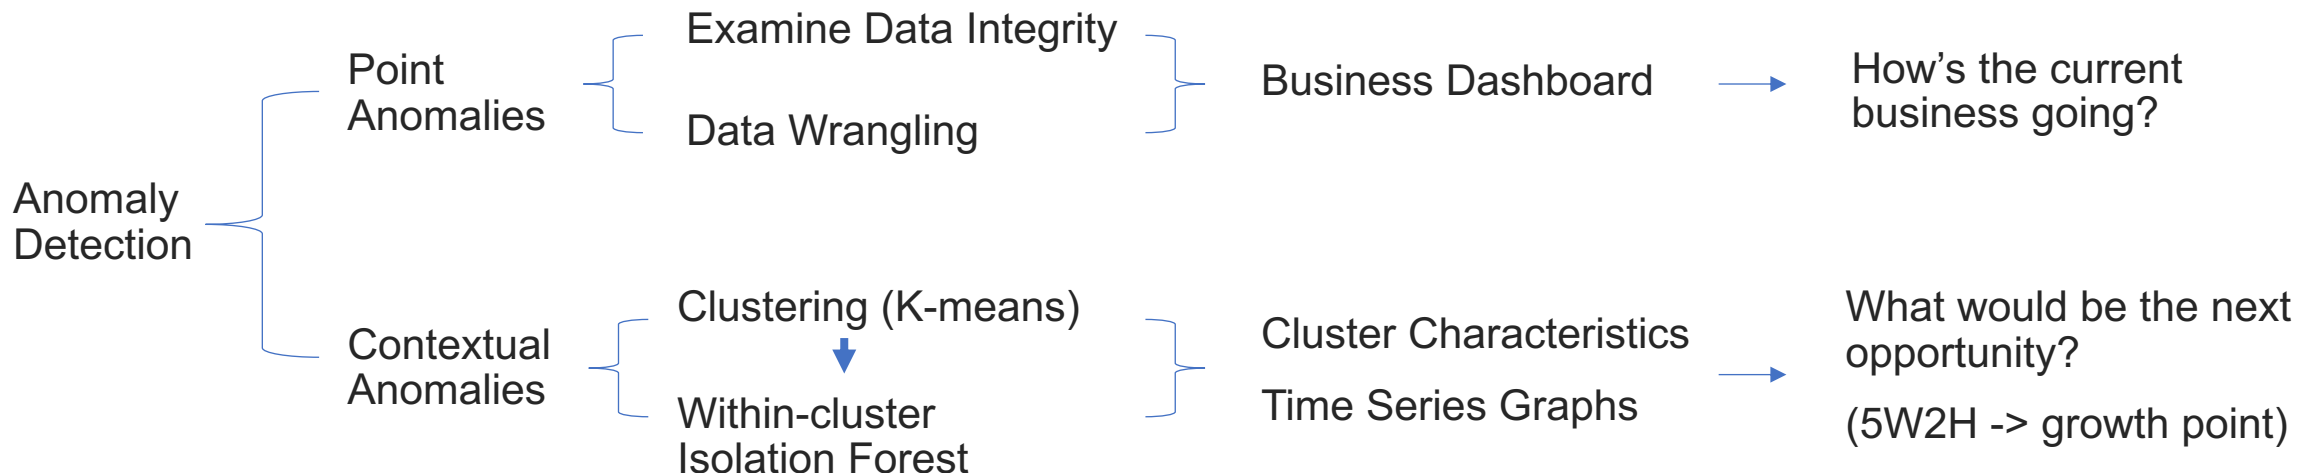 Anomaly
Detection
Point
Anomalies
Examine Data Integrity
Data Wrangling
Business Dashboard
How’s the current
business going?
Contextual
Anomalies
Clustering (K-means)
Within-cluster
Isolation Forest
Cluster Characteristics
Time Series Graphs
What would be the next
opportunity?
(5W2H -> growth point)